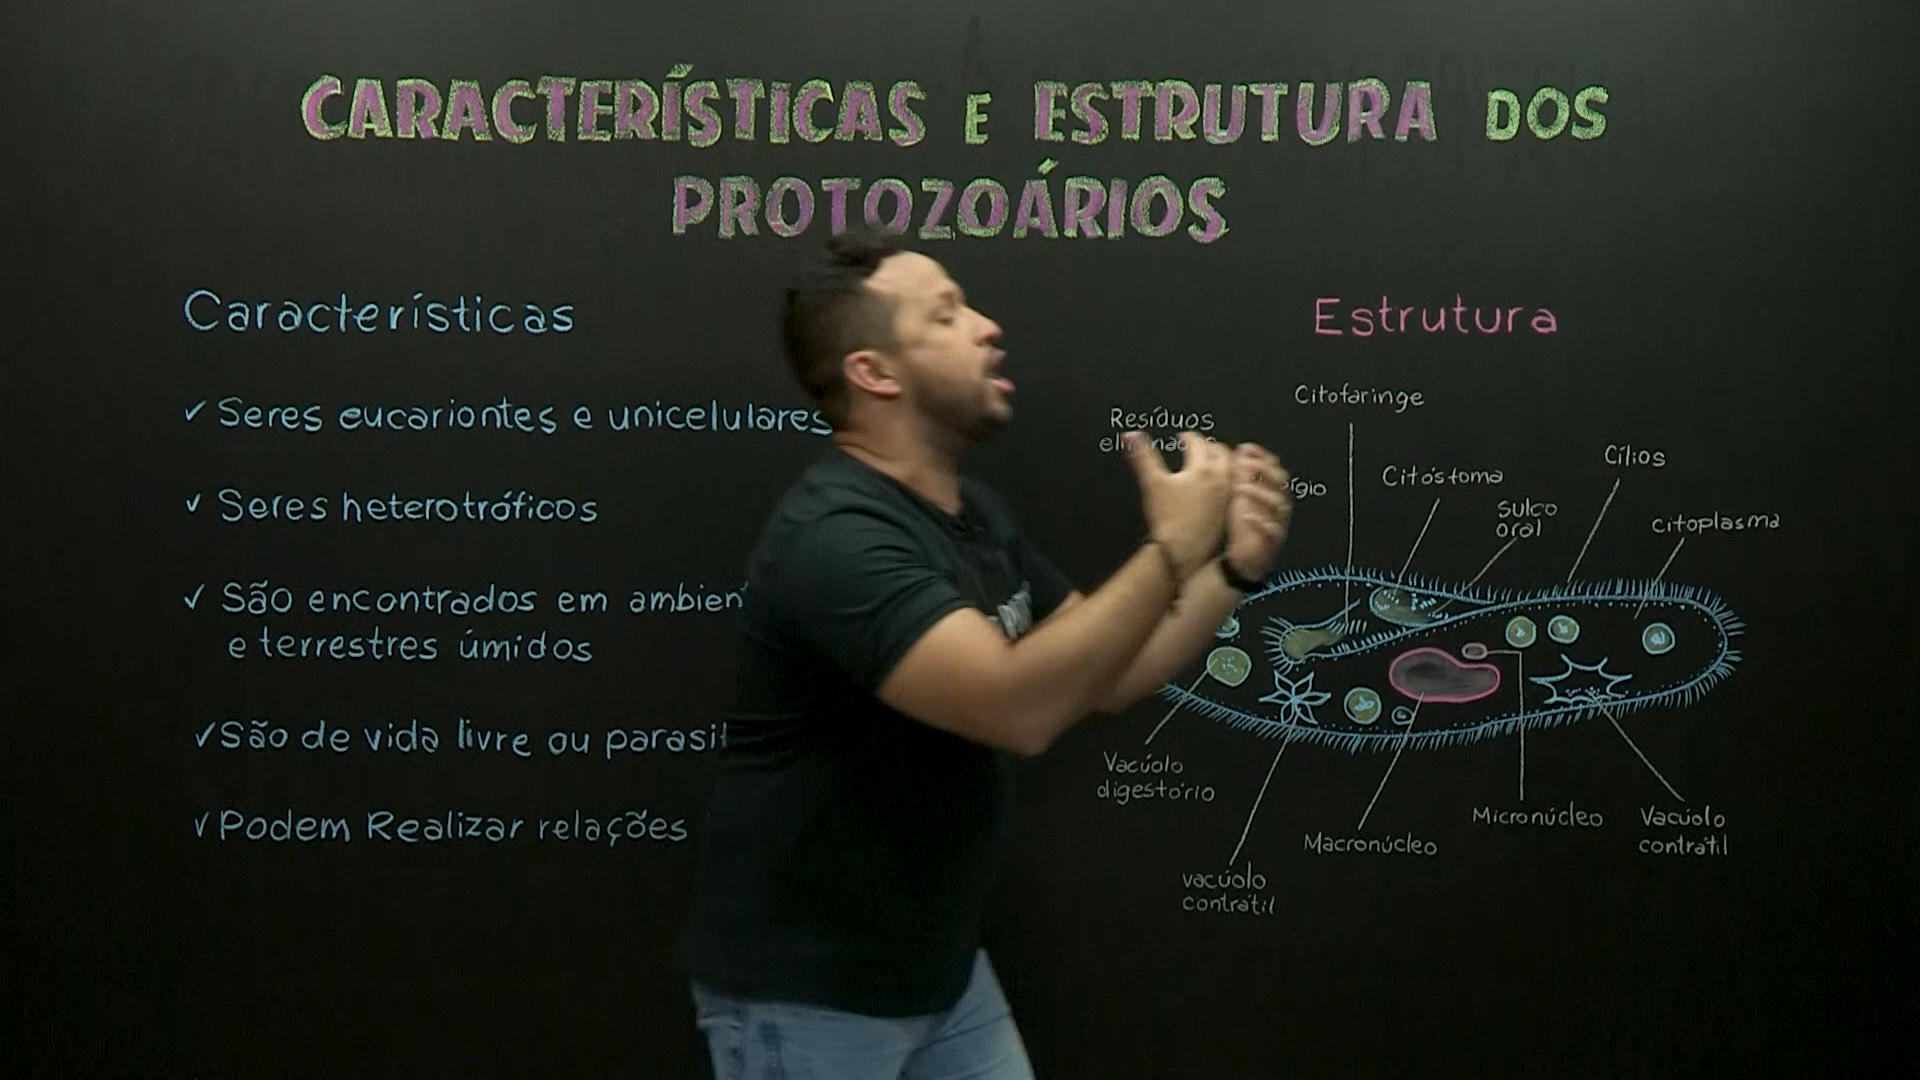 CARACTERÍSTICAS E ESTRUTURA DOS
PROTOZOÁRIOS
Características
✓ Seres eucariontes e unicelulares
✓ Seres heterotróficos
✓ São encontrados em
e terrestres úmidos
✓ São de vida livre ou
✓ Podem Realizar relações
Estrutura
Citofaringe
Resíduos
Citóstoma
Sulco
oral
Cílios
citoplasma
Vacúolo
digestório
vacúolo
contrátil
Macronúcleo
Micronúcleo
Vacúolo
contrátil